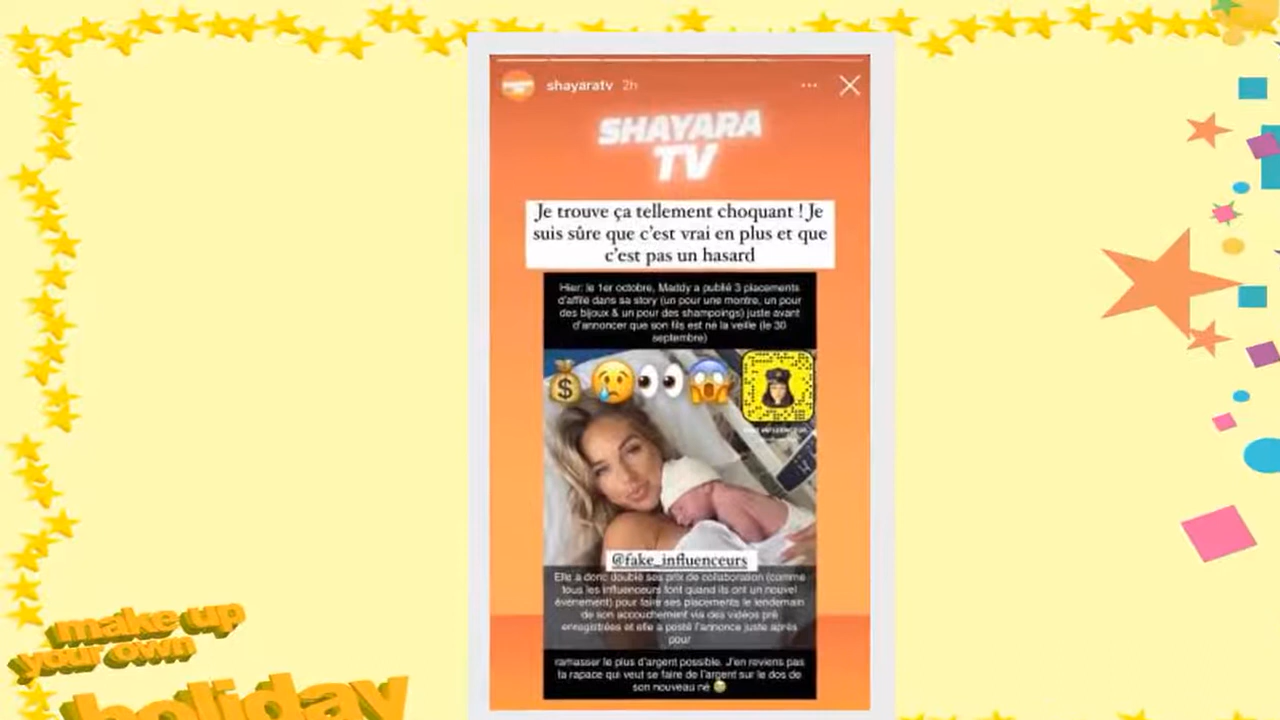 shayaratv 2h
SHAYARA
TV
Je trouve ça tellement choquant ! Je
suis sûre que c'est vrai en plus et que
c'est pas un hasard
Hier: le 1er octobre, Maddy a publié 3 placements
d'affilé dans sa story (un pour une montre, un pour
des bijoux & un pour des shampoings) juste avant
d'annoncer que son fils est né la veille (le 30
septembre)
@fake_influenceurs
Elle a donc doublé ses prix de collaboration (comme
tous les influenceurs font quand ils ont un nouvel
évènement) pour faire ses placements le lendemain
de son accouchement via des vidéos pré
enregistrées et elle a posté l'annonce juste après
pour
ramasser le plus d'argent possible. J'en reviens pas
la rapace qui veut se faire de l'argent sur le dos de
son nouveau né
make up
your own
holiday